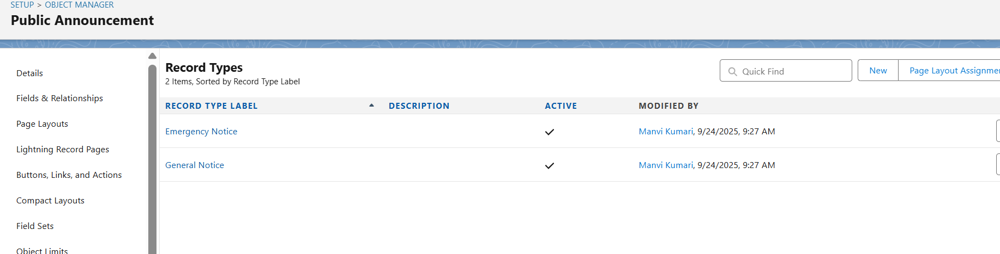 SETUP > OBJECT MANAGER
Public Announcement
Details
Fields & Relationships
Page Layouts
Lightning Record Pages
Buttons, Links, and Actions
Compact Layouts
Field Sets
Object Limits
Record Types
2 Items, Sorted by Record Type Label
Quick Find
New
Page Layout Assignme
RECORD TYPE LABEL DESCRIPTION ACTIVE MODIFIED BY
Emergency Notice Manvi Kumari, 9/24/2025, 9:27 AM
General Notice Manvi Kumari, 9/24/2025, 9:27 AM